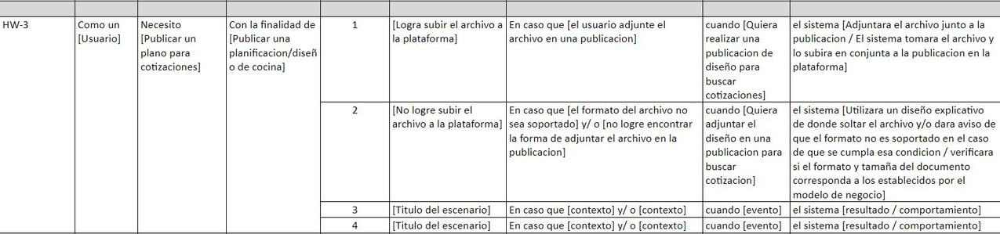 HW-3
Como un
[Usuario]
Necesito
[Publicar un
plano para
cotizaciones]
Con la finalidad de
[Publicar una
planificacion/diseñ
o de cocina]
1
[Logra subir el archivo a
la plataforma]
En caso que [el usuario adjunte el
archivo en una publicacion]
cuando [Quiera
realizar una
publicacion de
diseño para
buscar
cotizaciones]
el sistema [Adjuntara el archivo junto a la
publicacion / El sistema tomara el archivo y
lo subira en conjunta a la publicacion en la
plataforma]
2
[No logre subir el
archivo a la plataforma]
En caso que [el formato del archivo no
sea soportado] y/ o [no logre encontrar
la forma de adjuntar el archivo en la
publicacion]
cuando [Quiera
adjuntar el
diseño en una
publicacion para
buscar
cotizacion]
el sistema [Utilizara un diseño explicativo
de donde soltar el archivo y/o dara aviso de
que el formato no es soportado en el caso
de que se cumpla esa condicion / verificara
si el formato y tamaña del documento
corresponda a los establecidos por el
modelo de negocio]
3
[Titulo del escenario]
En caso que [contexto] y/ o [contexto]
cuando [evento]
el sistema [resultado / comportamiento]
4
[Titulo del escenario]
En caso que [contexto] y/ o [contexto]
cuando [evento]
el sistema [resultado / comportamiento]